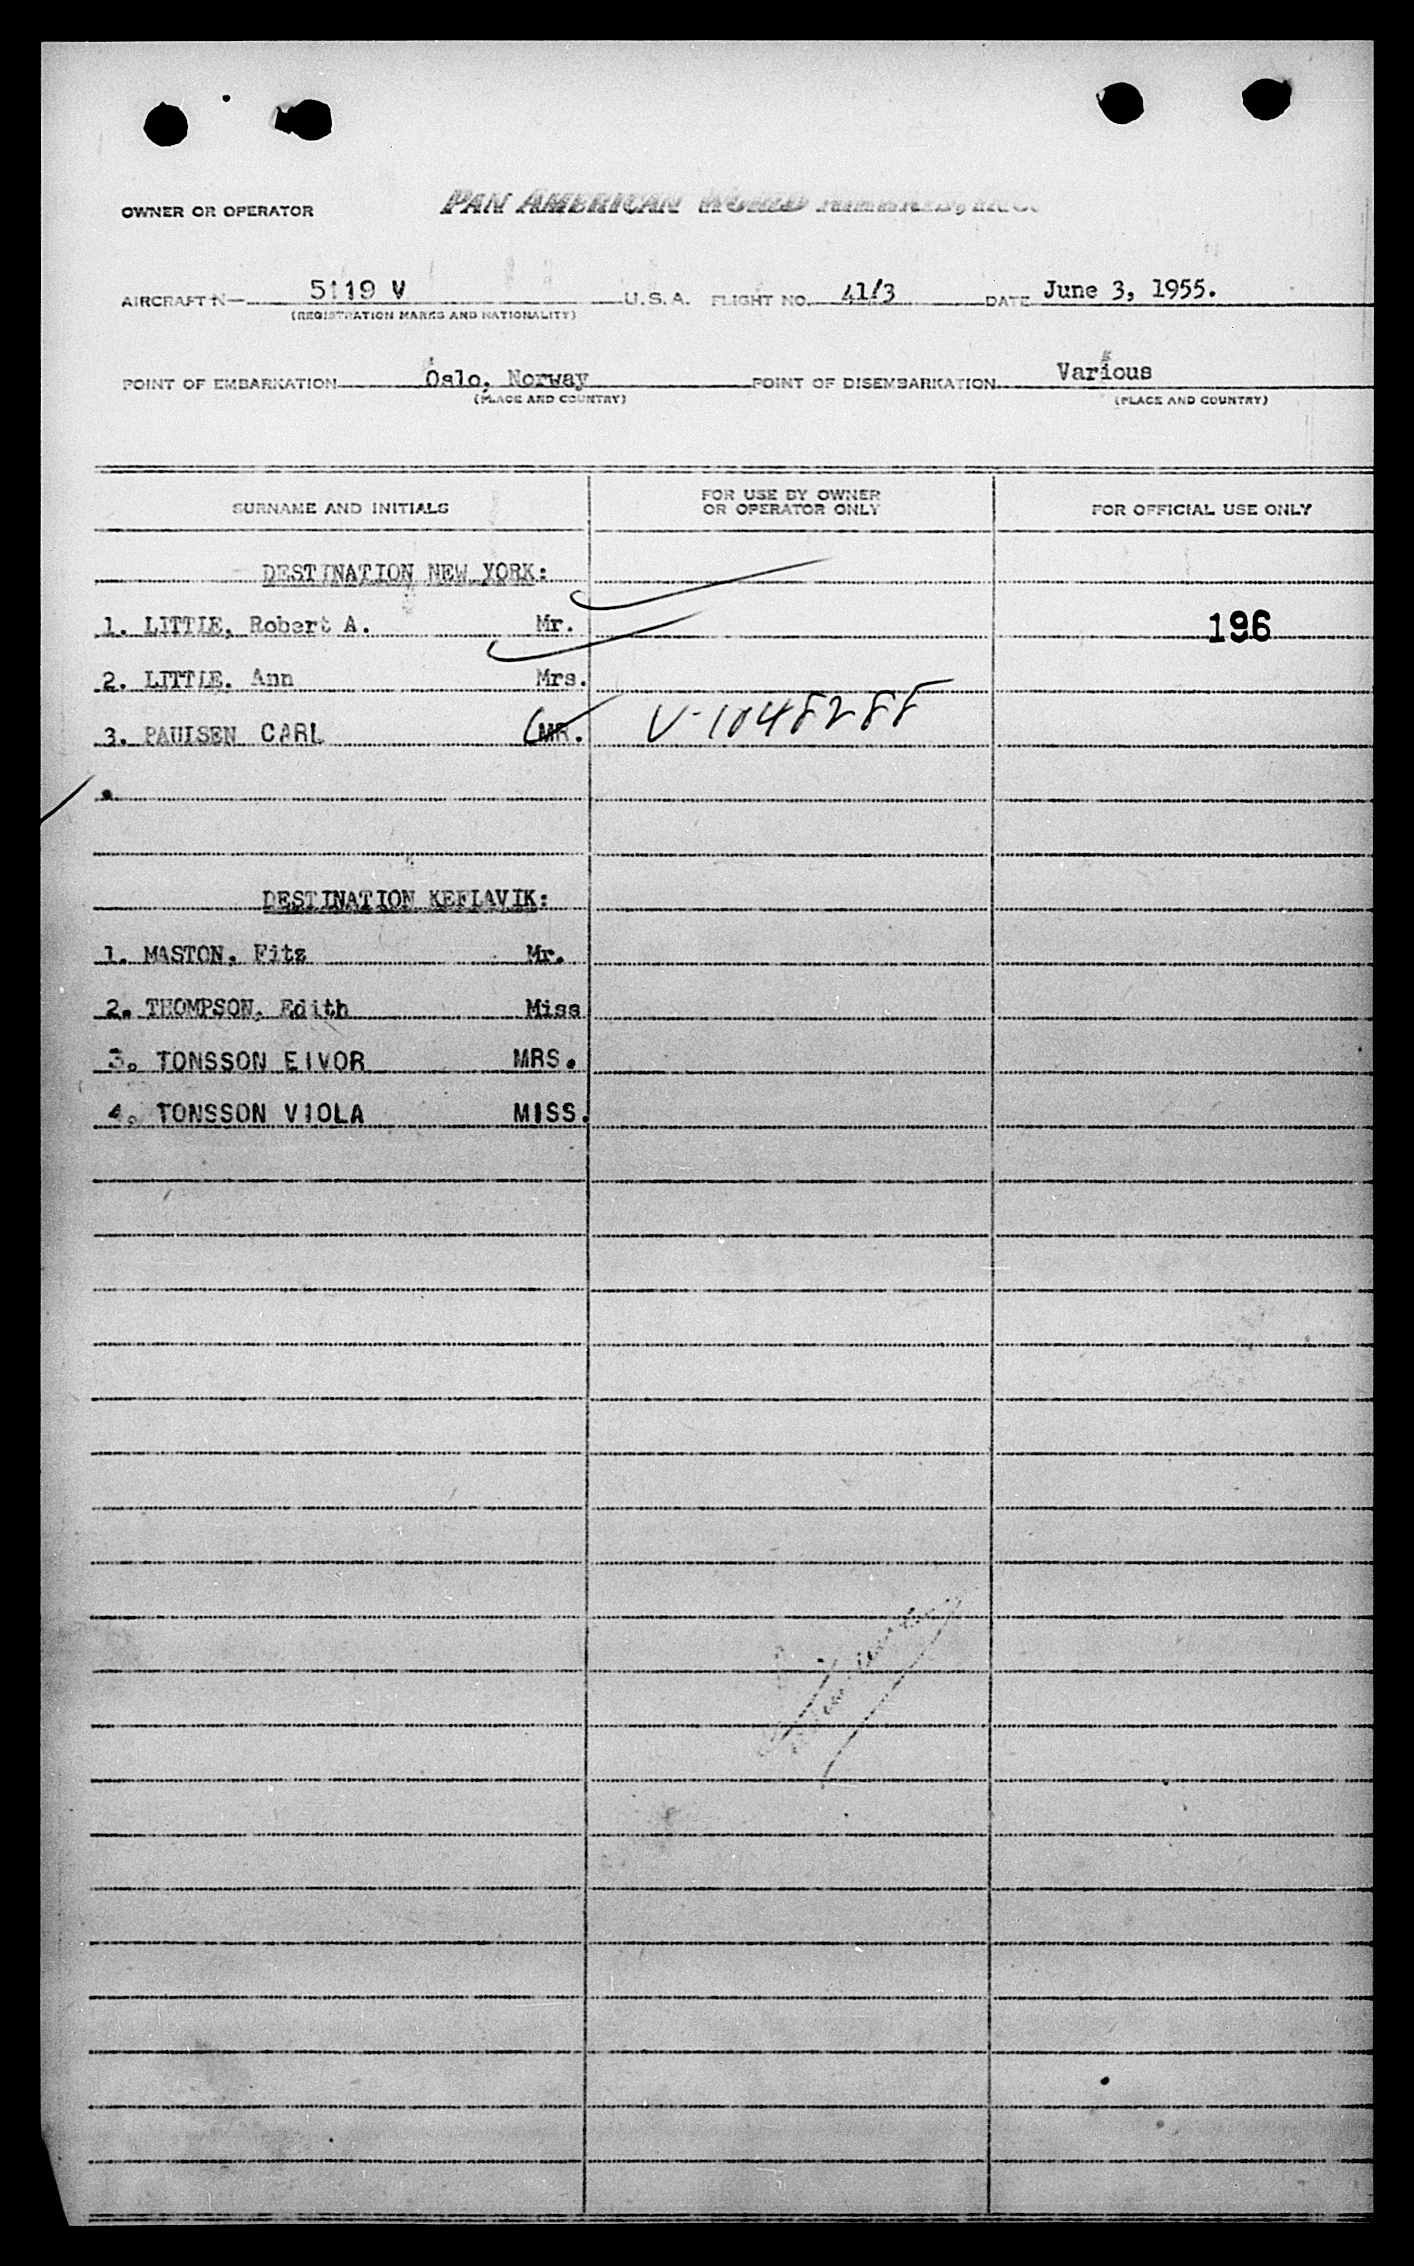 OWNER OR OPERATOR PAN AMERICAN WORLD AIRWAYS, INC.
AIRCRAFT N— 5119 V U.S.A. FLIGHT NO. 41/3 DATE June 3, 1955.
(REGISTRATION MARKS AND NATIONALITY)
POINT OF EMBARKATION Oslo, Norway POINT OF DISEMBARKATION Various
(PLACE AND COUNTRY) (PLACE AND COUNTRY)
SURNAME AND INITIALS FOR USE BY OWNER OR OPERATOR ONLY FOR OFFICIAL USE ONLY
DESTINATION NEW YORK:
1. LITTLE, Robert A. Mr. 196
2. LITTLE, Ann Mrs.
3. PAULSEN CARL MR. V-1048288
DESTINATION KEFLAVIK:
1. MASTON, Fitz Mr.
2. THOMPSON, Edith Miss
3. TONSSON EIVOR MRS.
4. TONSSON VIOLA MISS.